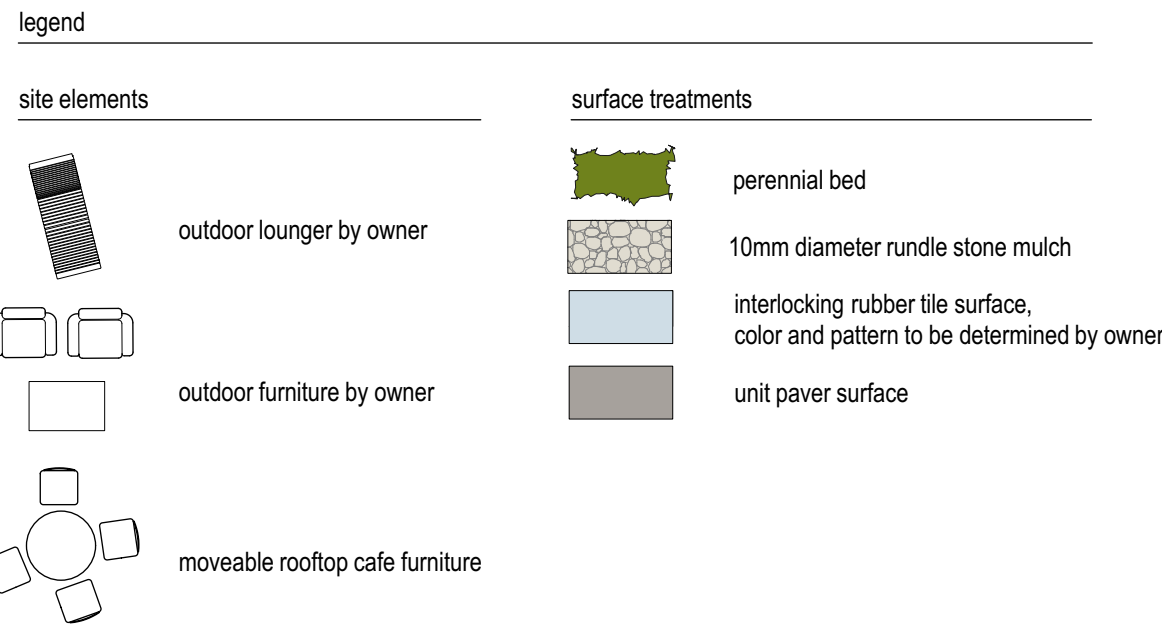 legend
site elements
outdoor lounger by owner
outdoor furniture by owner
moveable rooftop cafe furniture
surface treatments
perennial bed
10mm diameter rundle stone mulch
interlocking rubber tile surface,
color and pattern to be determined by owner
unit paver surface